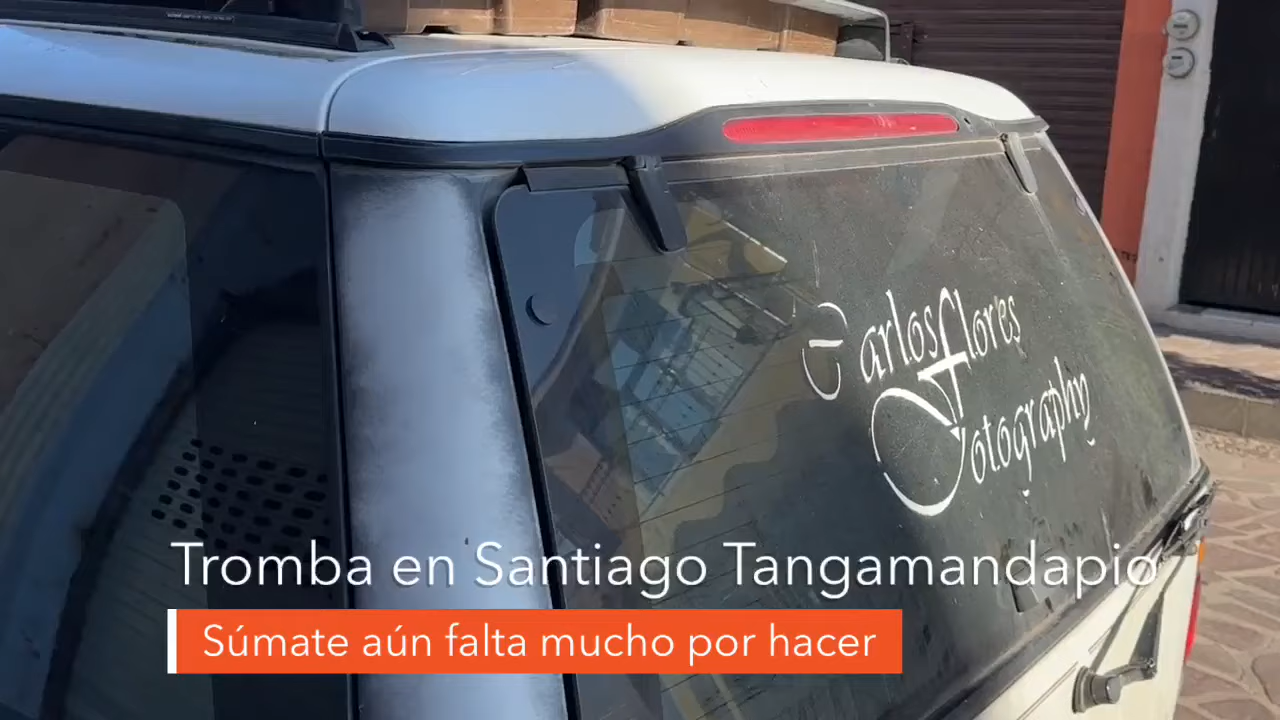 Carlos Flores
Fotography
Tromba en Santiago Tangamandapio
Súmate aún falta mucho por hacer